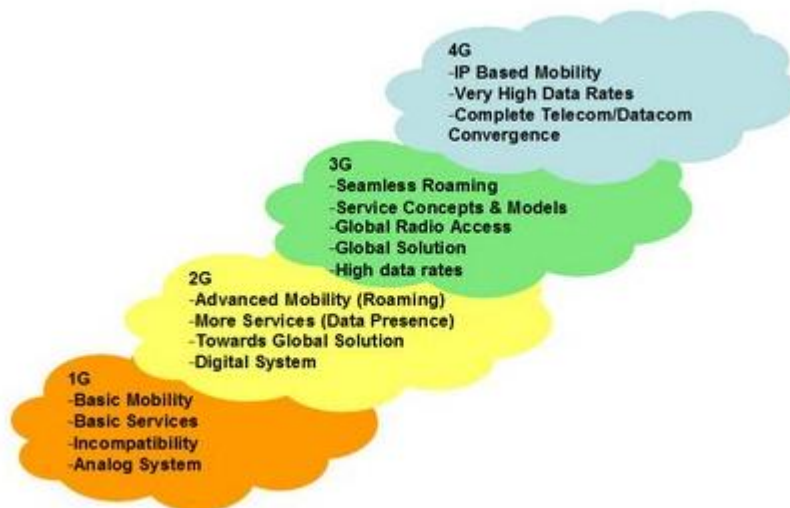 4G
-IP Based Mobility
-Very High Data Rates
-Complete Telecom/Datacom
Convergence
3G
-Seamless Roaming
-Service Concepts & Models
-Global Radio Access
-Global Solution
-High data rates
2G
-Advanced Mobility (Roaming)
-More Services (Data Presence)
-Towards Global Solution
-Digital System
1G
-Basic Mobility
-Basic Services
-Incompatibility
-Analog System